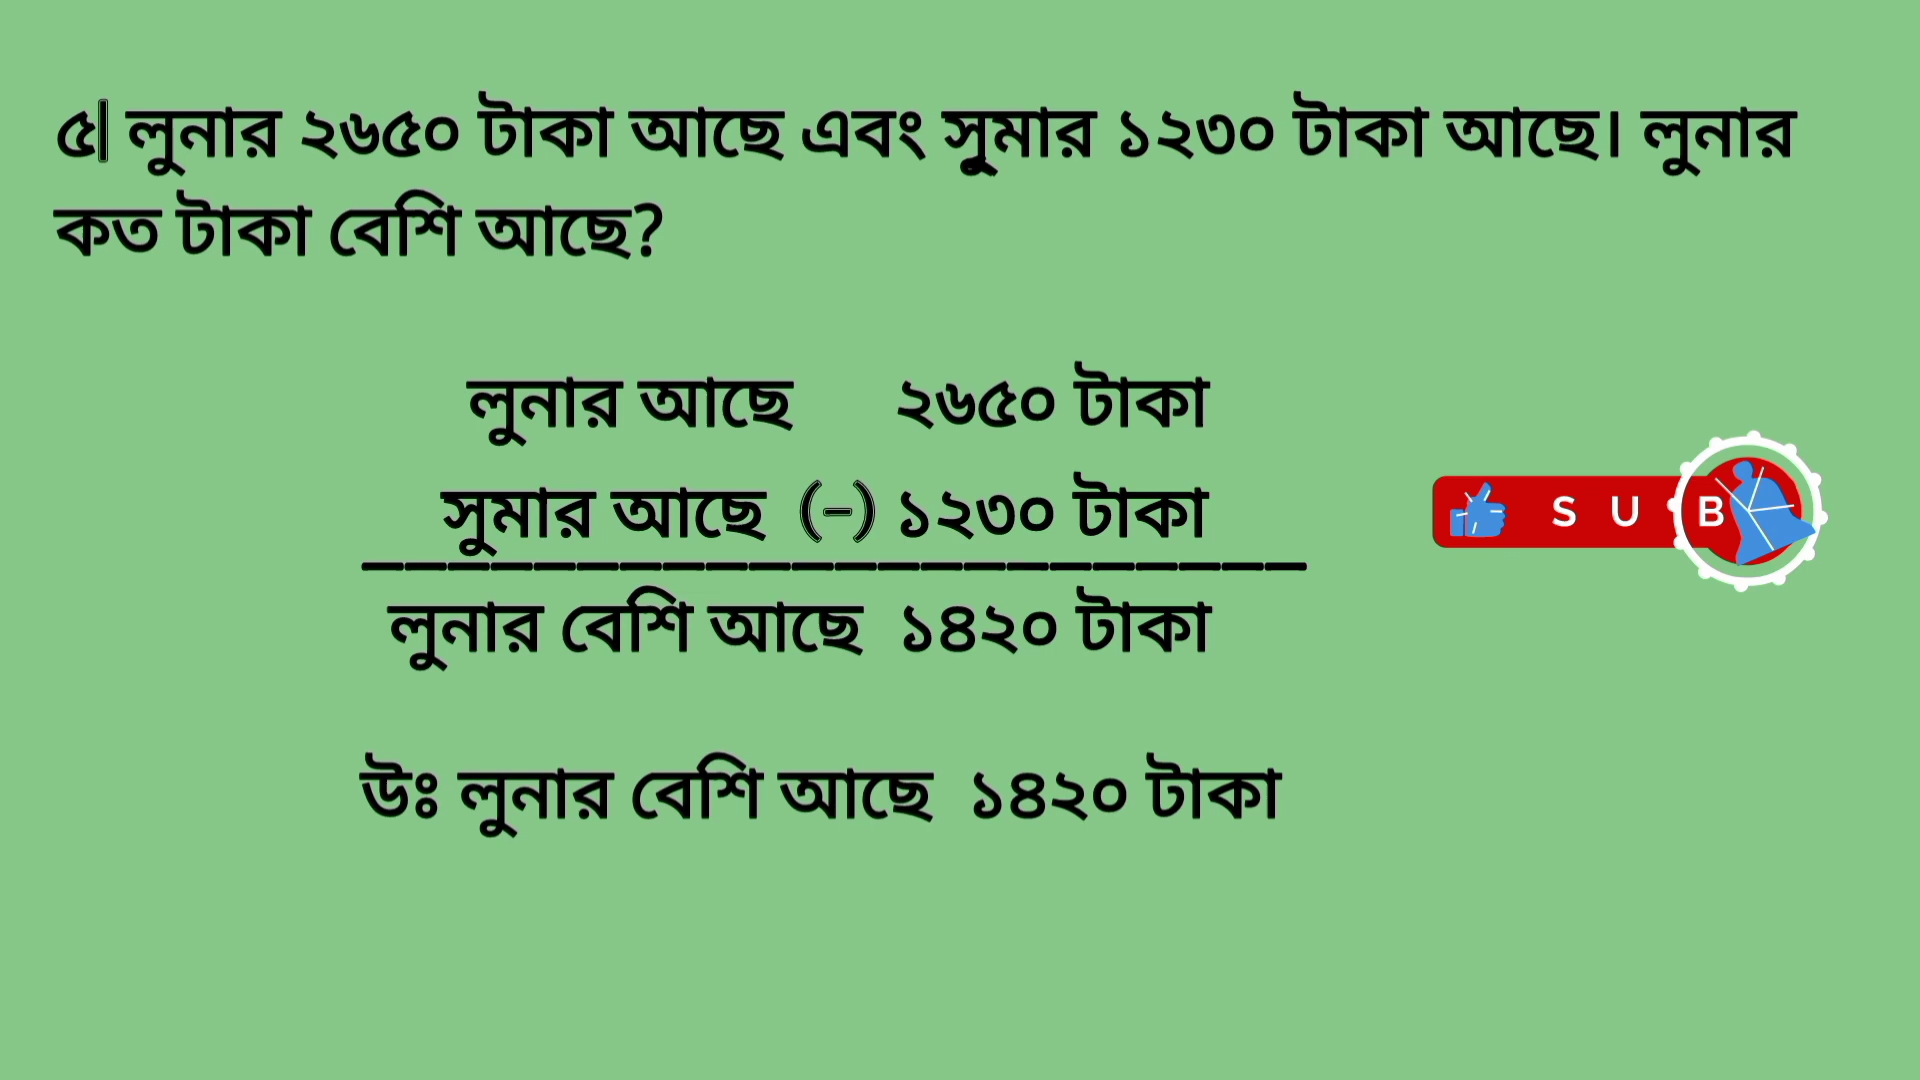 ৫| লুনার ২৬৫০ টাকা আছে এবং সুমার ১২৩০ টাকা আছে। লুনার
কত টাকা বেশি আছে?
লুনার আছে ২৬৫০ টাকা
সুমার আছে (-) ১২৩০ টাকা
লুনার বেশি আছে ১৪২০ টাকা
উঃ লুনার বেশি আছে ১৪২০ টাকা
S U B